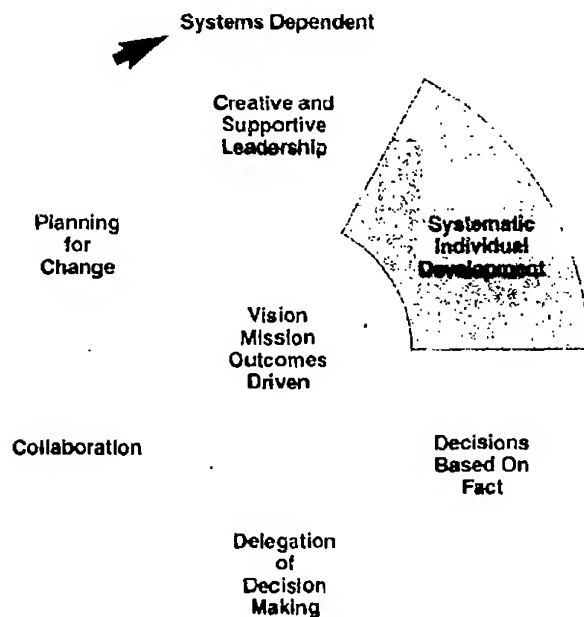 Systems Dependent
Creative and
Supportive
Leadership
Systematic
Individual
Development
Planning
for
Change
Vision
Mission
Outcomes
Driven
Collaboration
Decisions
Based On
Fact
Delegation
of
Decision
Making